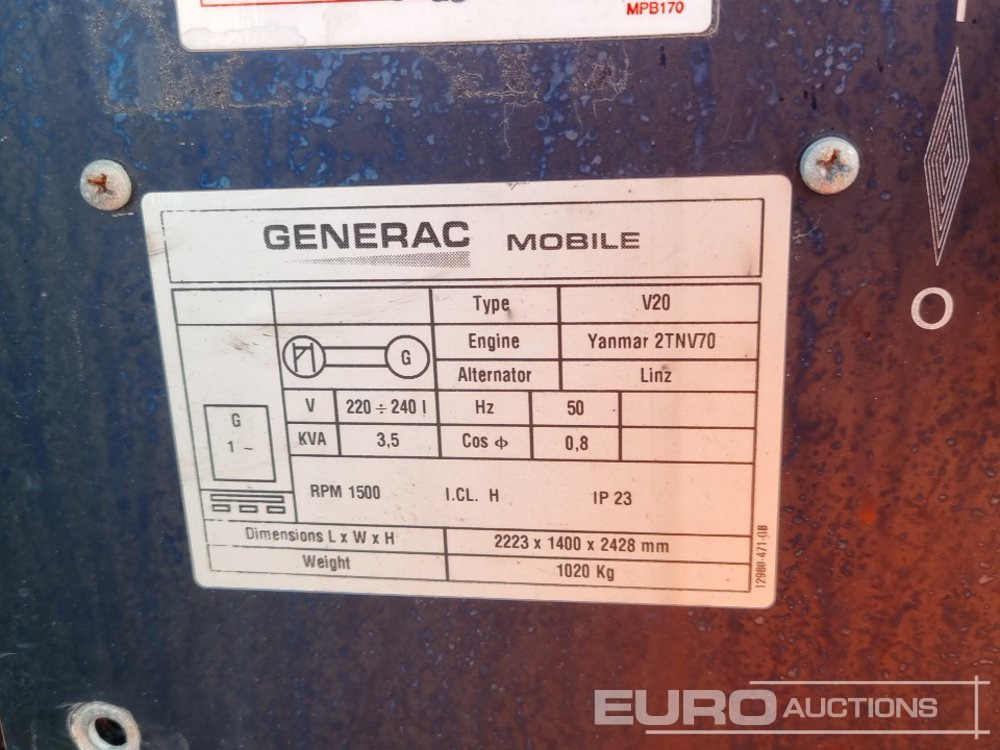 MPB170
GENERAC MOBILE
Type V20
Engine Yanmar 2TNV70
G
Alternator Linz
V 220 ÷ 240 I Hz 50
G
1 ~
KVA 3,5 Cos Φ 0,8
RPM 1500 I.CL. H IP 23
Dimensions L x W x H 2223 x 1400 x 2428 mm
Weight 1020 Kg
12980-471-GB
O
EURO AUCTIONS